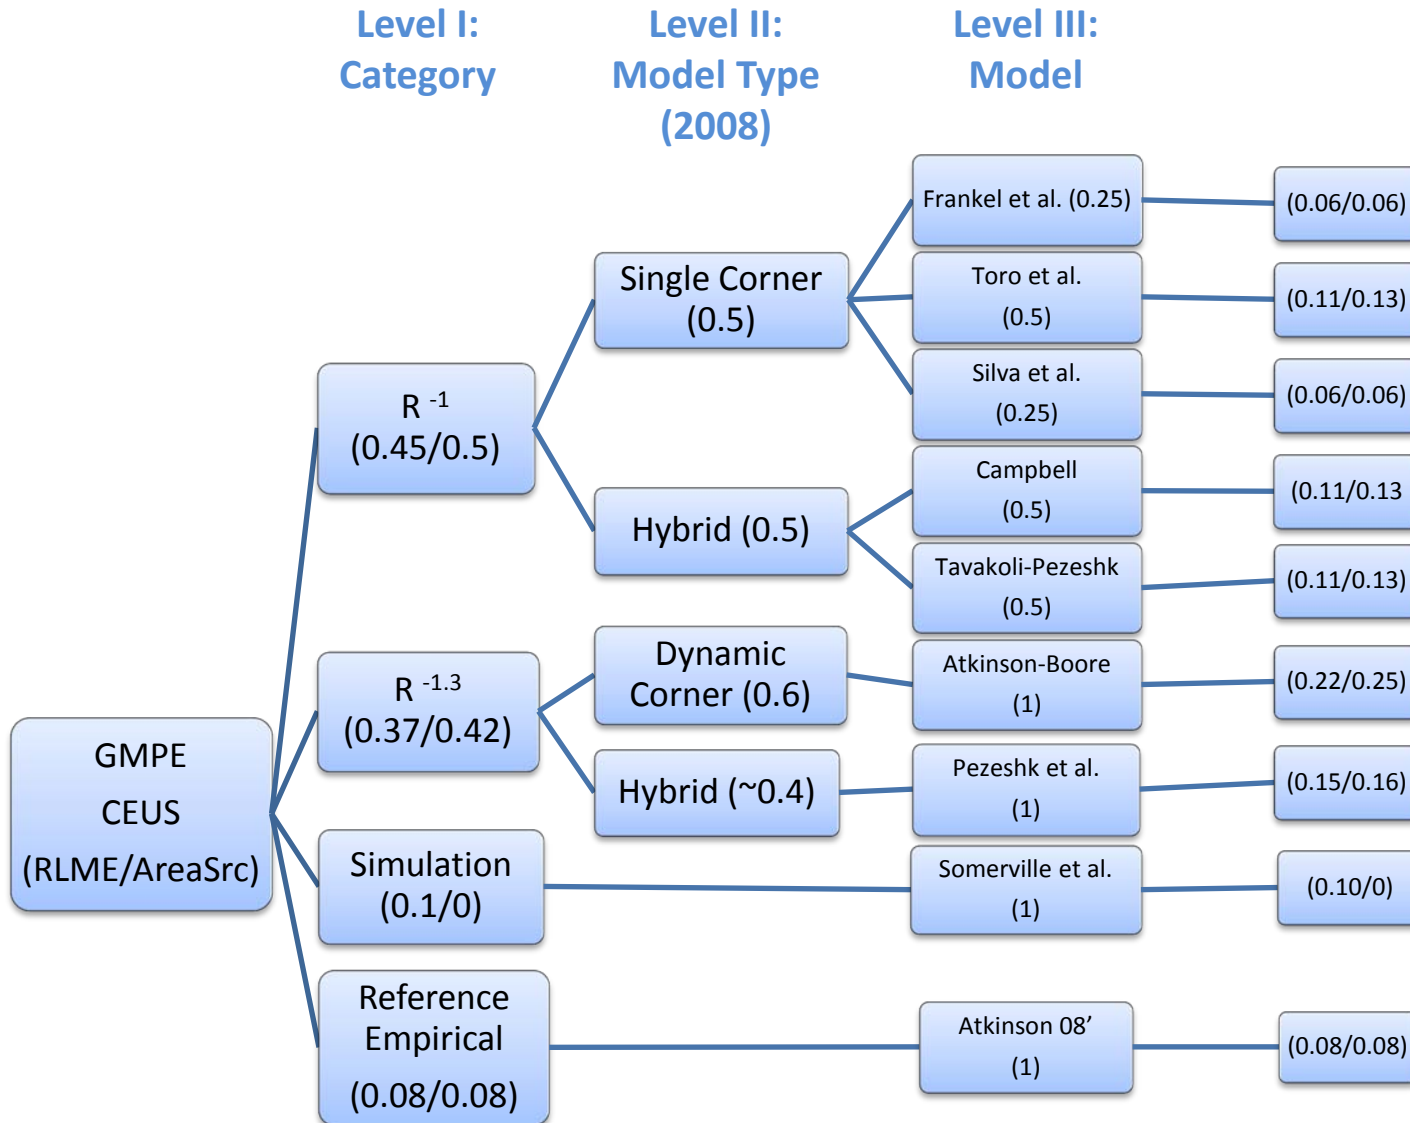 Level I:
Category
Level II:
Model Type
(2008)
Level III:
Model
GMPE
CEUS
(RLME/AreaSrc)
R -1
(0.45/0.5)
R -1.3
(0.37/0.42)
Simulation
(0.1/0)
Reference
Empirical
(0.08/0.08)
Single Corner
(0.5)
Hybrid (0.5)
Dynamic
Corner (0.6)
Hybrid (~0.4)
Frankel et al. (0.25)
Toro et al.
(0.5)
Silva et al.
(0.25)
Campbell
(0.5)
Tavakoli-Pezeshk
(0.5)
Atkinson-Boore
(1)
Pezeshk et al.
(1)
Somerville et al.
(1)
Atkinson 08’
(1)
(0.06/0.06)
(0.11/0.13)
(0.06/0.06)
(0.11/0.13
(0.11/0.13)
(0.22/0.25)
(0.15/0.16)
(0.10/0)
(0.08/0.08)